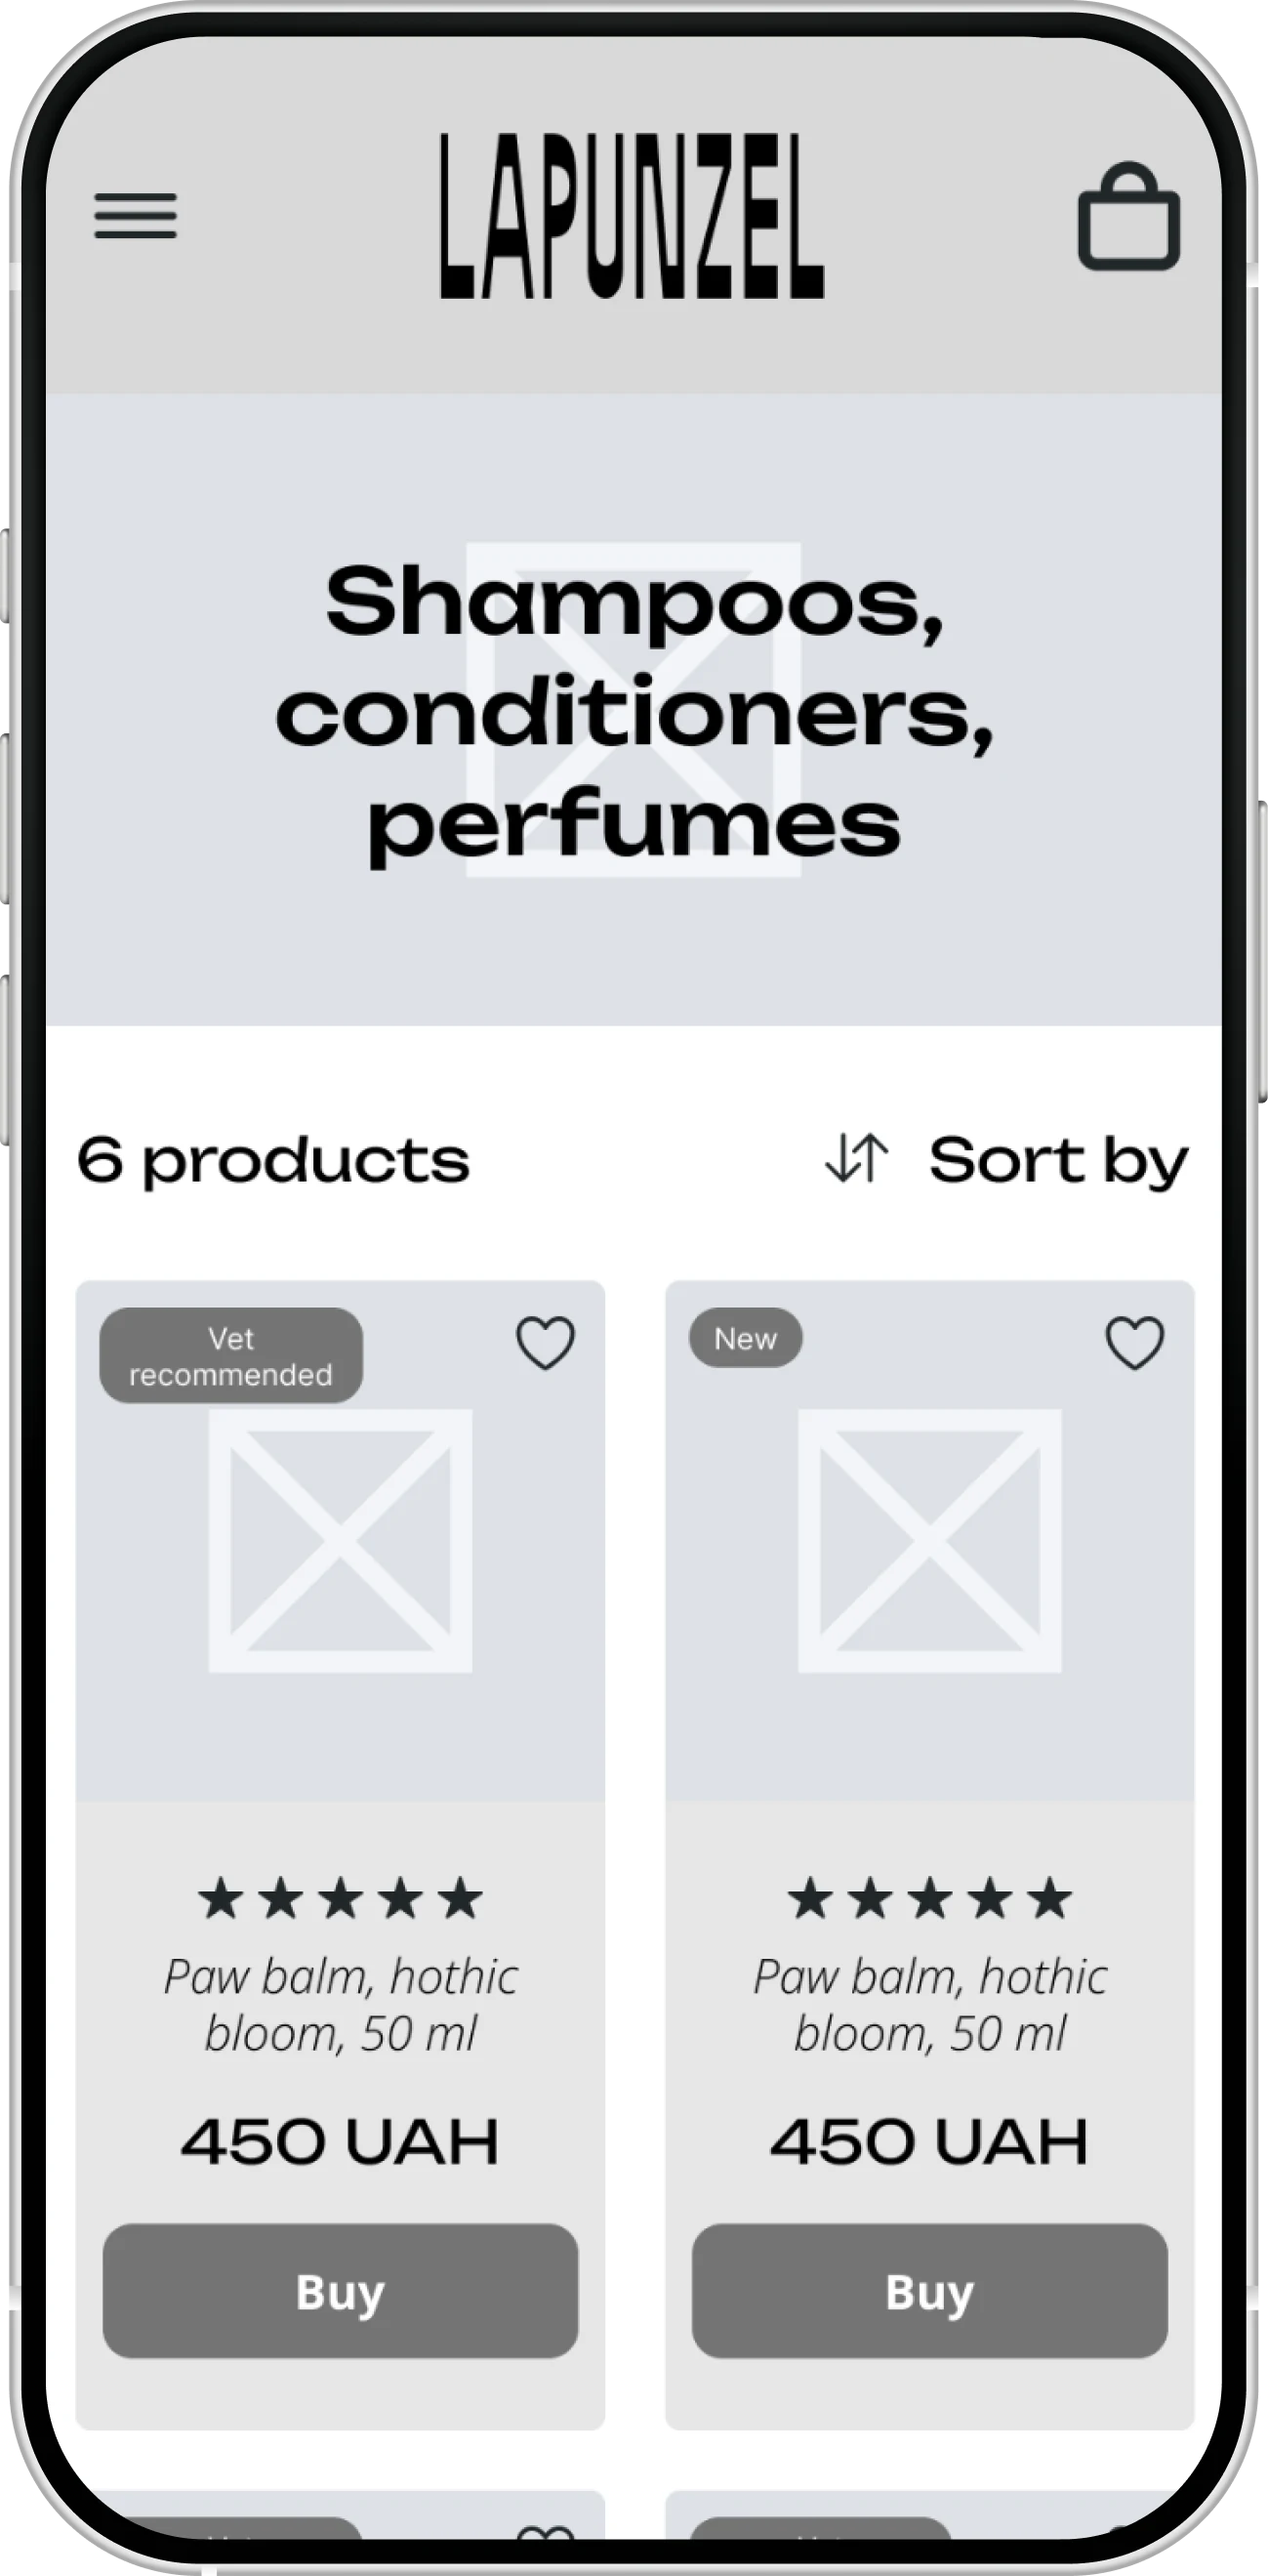 LAPUNZEL
Shampoos,
conditioners,
perfumes
6 products
Sort by
Vet
recommended
New
Paw balm, hothic
bloom, 50 ml
450 UAH
Buy
Paw balm, hothic
bloom, 50 ml
450 UAH
Buy